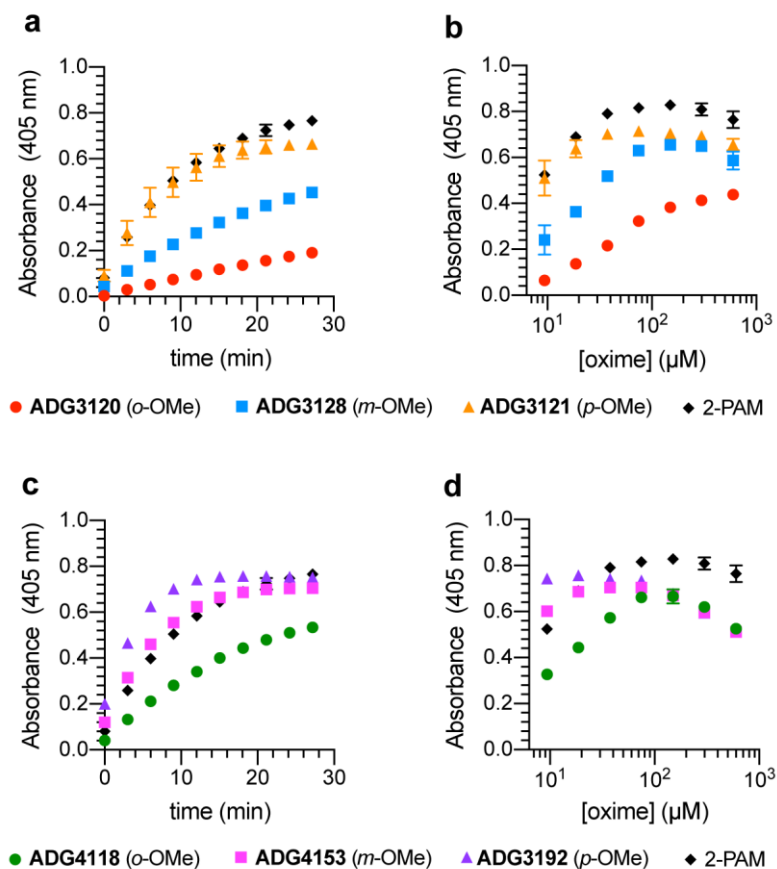 a
b
1.0
0.8
0.6
0.4
0.2
0.0
Absorbance (405 nm)
0
10
20
30
time (min)
1.0
0.8
0.6
0.4
0.2
0.0
Absorbance (405 nm)
10¹
10²
10³
[oxime] (µM)
ADG3120 (o-OMe) ADG3128 (m-OMe) ADG3121 (p-OMe) 2-PAM
c
d
1.0
0.8
0.6
0.4
0.2
0.0
Absorbance (405 nm)
0
10
20
30
time (min)
1.0
0.8
0.6
0.4
0.2
0.0
Absorbance (405 nm)
10¹
10²
10³
[oxime] (µM)
ADG4118 (o-OMe) ADG4153 (m-OMe) ADG3192 (p-OMe) 2-PAM